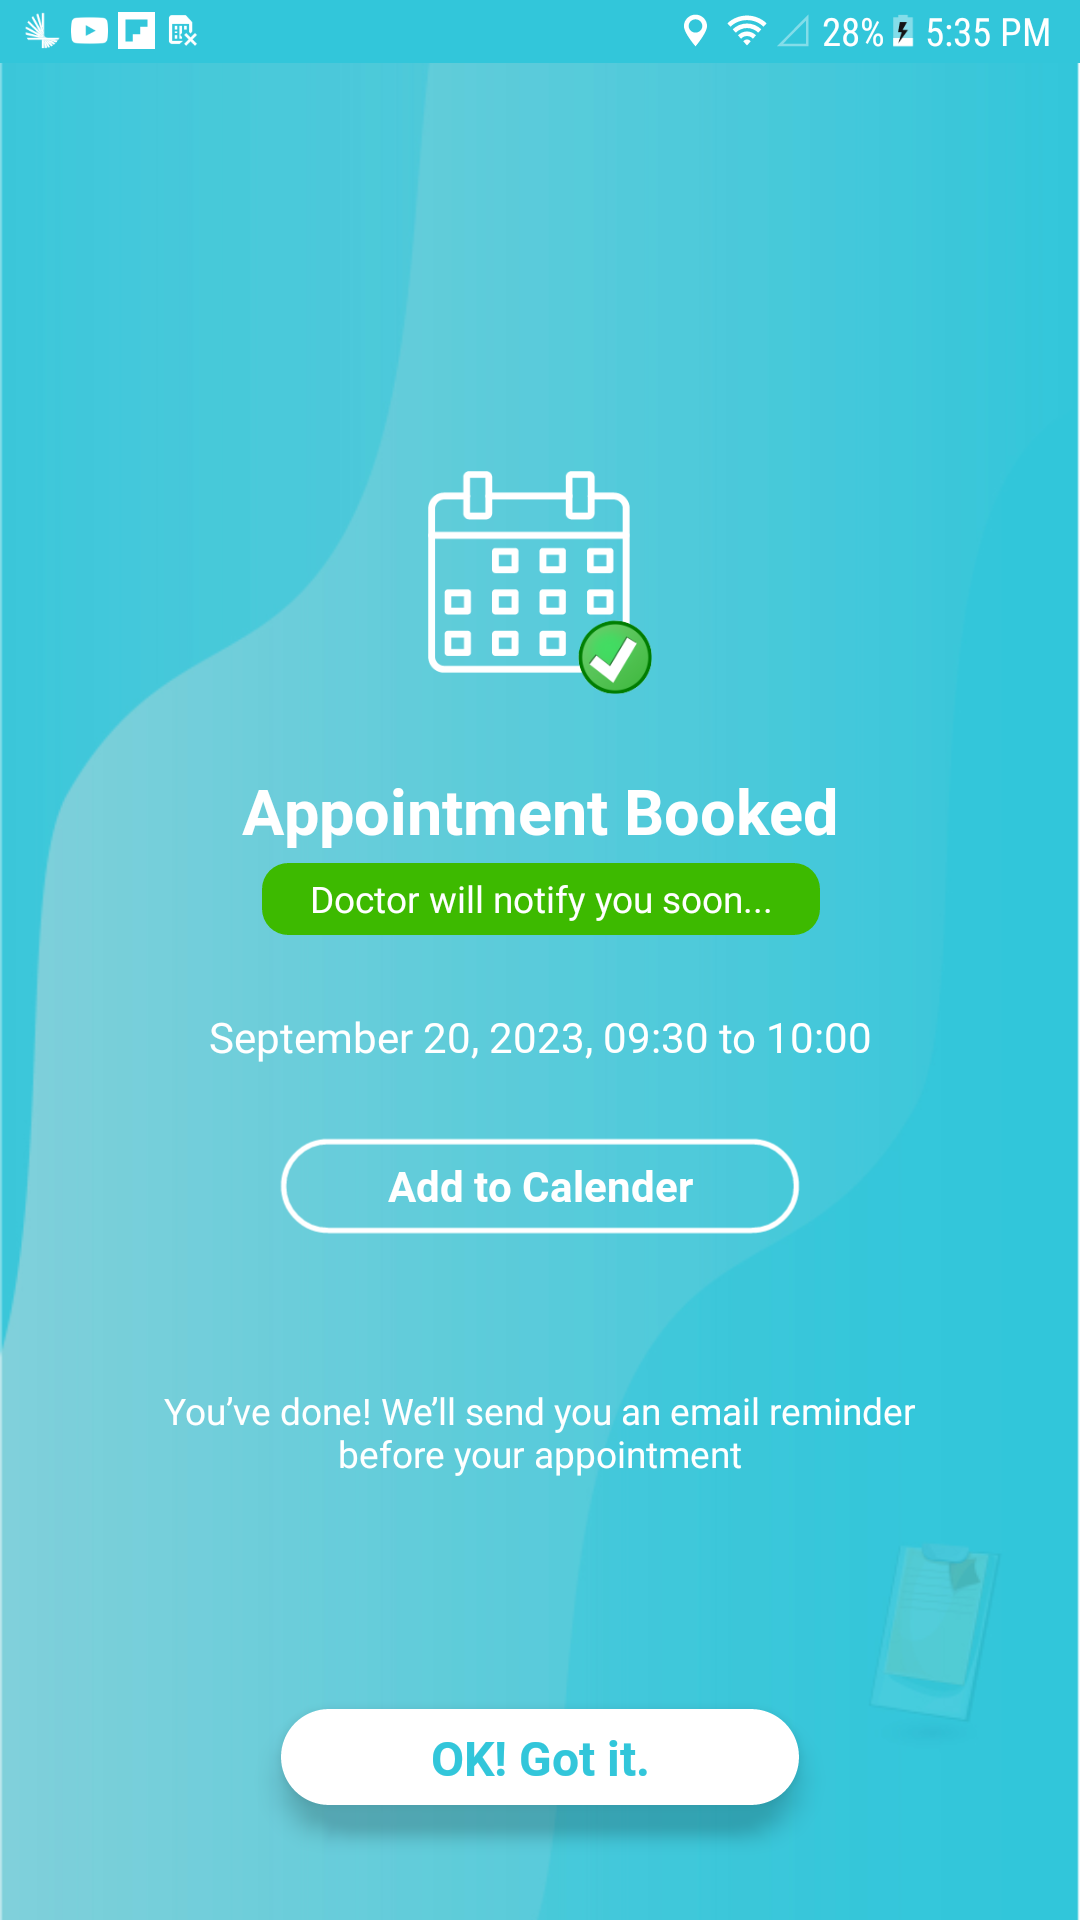 28% 5:35 PM
Appointment Booked
Doctor will notify you soon...
September 20, 2023, 09:30 to 10:00
Add to Calender
You’ve done! We’ll send you an email reminder
before your appointment
OK! Got it.